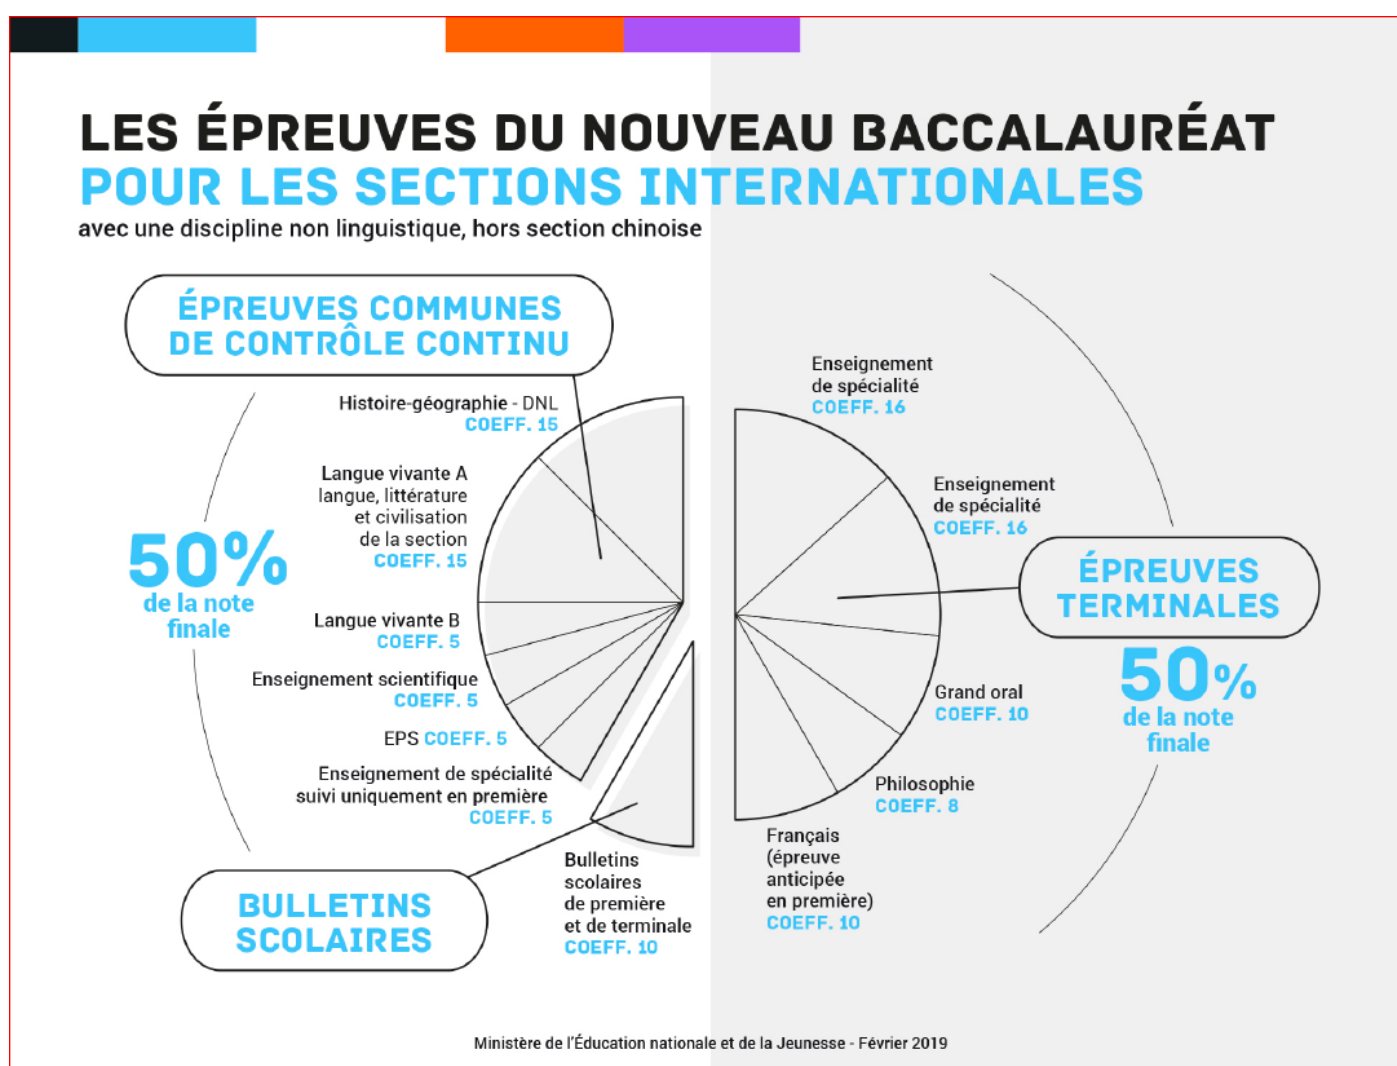 LES ÉPREUVES DU NOUVEAU BACCALAURÉAT
POUR LES SECTIONS INTERNATIONALES
avec une discipline non linguistique, hors section chinoise
ÉPREUVES COMMUNES
DE CONTRÔLE CONTINU
Histoire-géographie - DNL
COEFF. 15
Langue vivante A
langue, littérature
et civilisation
de la section
COEFF. 15
50%
de la note
finale
Langue vivante B
COEFF. 5
Enseignement scientifique
COEFF. 5
EPS COEFF. 5
Enseignement de spécialité
suivi uniquement en première
COEFF. 5
BULLETINS
SCOLAIRES
Bulletins
scolaires
de première
et de terminale
COEFF. 10
Enseignement
de spécialité
COEFF. 16
Enseignement
de spécialité
COEFF. 16
ÉPREUVES
TERMINALES
50%
de la note
finale
Grand oral
COEFF. 10
Philosophie
COEFF. 8
Français
(épreuve
anticipée
en première)
COEFF. 10
Ministère de l'Éducation nationale et de la Jeunesse - Février 2019